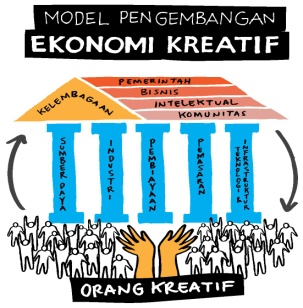 MODEL PENGEMBANGAN
EKONOMI KREATIF
PEMERINTAH
BISNIS
INTELEKTUAL
KOMUNITAS
KELEMBAGAAN
SUMBER DAYA
INDUSTRI
PEMBIAYAAN
PEMASARAN
INFRASTRUKTUR
TEKNOLOGI &
ORANG KREATIF